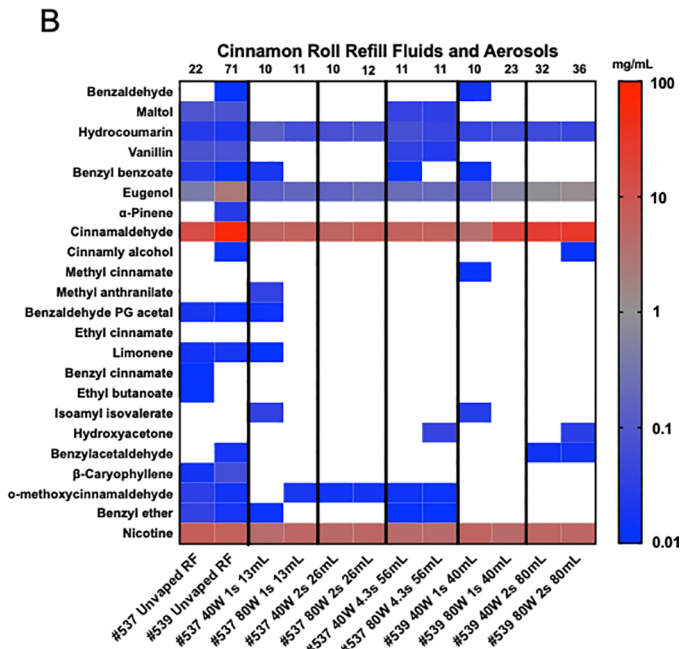 B
Cinnamon Roll Refill Fluids and Aerosols
mg/mL
22 71 10 11 10 12 11 11 10 23 32 36
Benzaldehyde
Maltol
Hydrocoumarin
Vanillin
Benzyl benzoate
Eugenol
α-Pinene
Cinnamaldehyde
Cinnamly alcohol
Methyl cinnamate
Methyl anthranilate
Benzaldehyde PG acetal
Ethyl cinnamate
Limonene
Benzyl cinnamate
Ethyl butanoate
Isoamyl isovalerate
Hydroxyacetone
Benzylacetaldehyde
β-Caryophyllene
o-methoxycinnamaldehyde
Benzyl ether
Nicotine
100
10
1
0.1
0.01
#537 Unvaped RF
#539 Unvaped RF
#537 40W 1s 13mL
#537 80W 1s 13mL
#537 40W 2s 26mL
#537 80W 2s 26mL
#537 40W 4.3s 56mL
#537 80W 4.3s 56mL
#539 40W 1s 40mL
#539 80W 1s 40mL
#539 40W 2s 80mL
#539 80W 2s 80mL